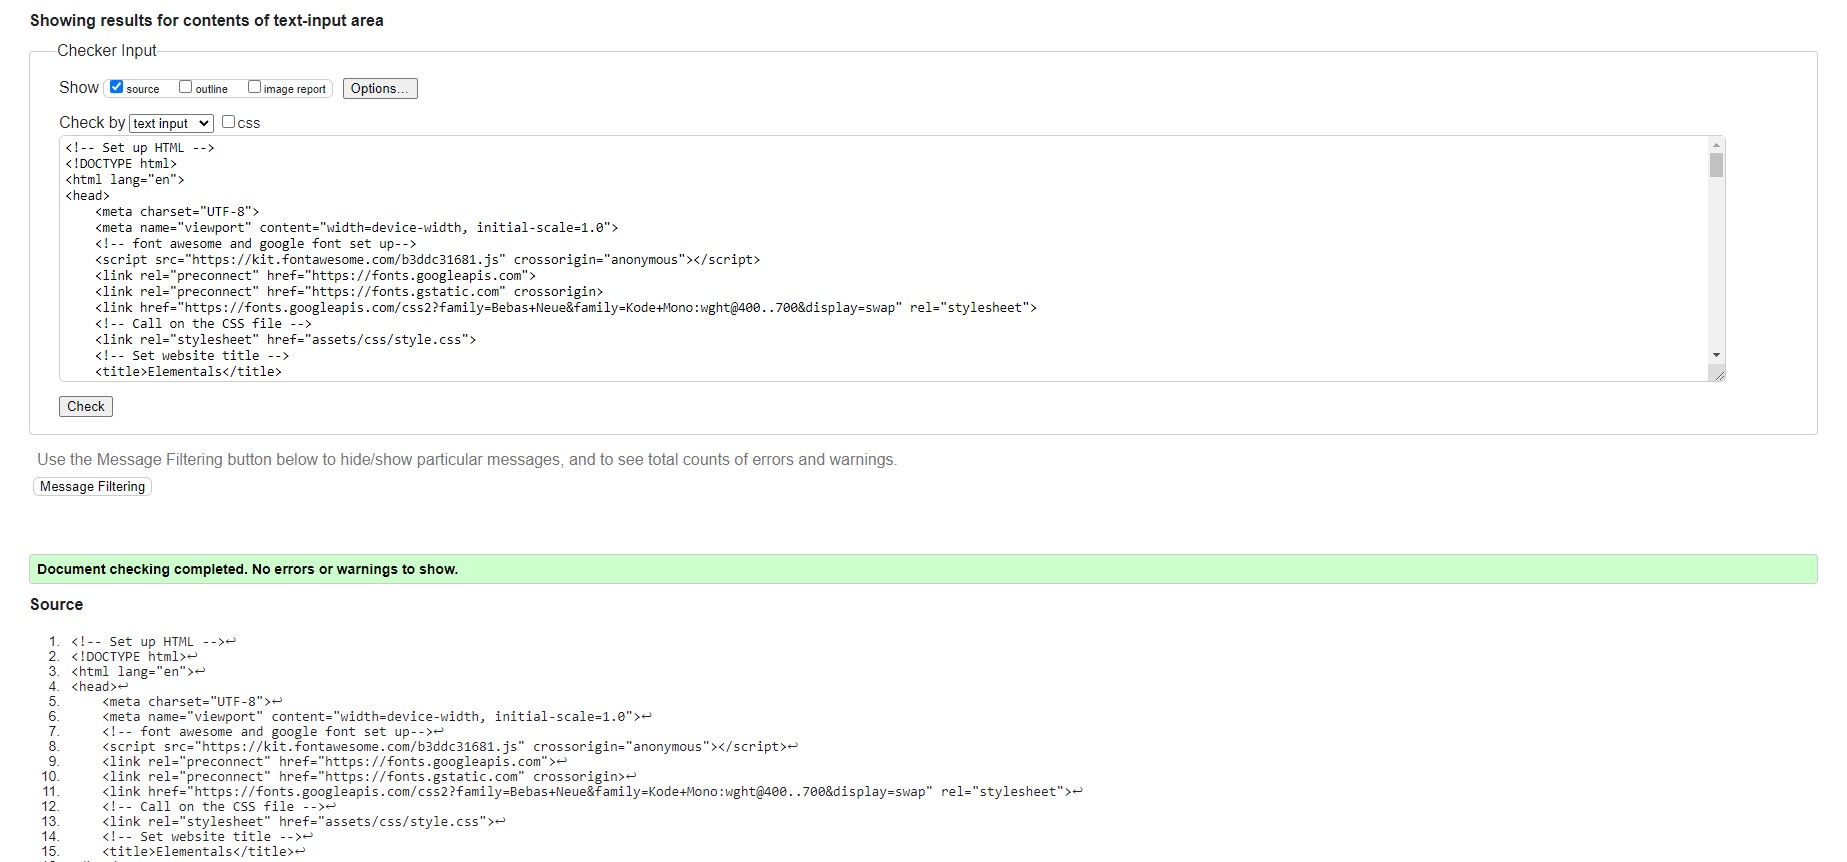 Showing results for contents of text-input area
Checker Input
Show source outline image report Options...
Check by text input css
<!-- Set up HTML -->
<!DOCTYPE html>
<html lang="en">
<head>
    <meta charset="UTF-8">
    <meta name="viewport" content="width=device-width, initial-scale=1.0">
    <!-- font awesome and google font set up-->
    <script src="https://kit.fontawesome.com/b3ddc31681.js" crossorigin="anonymous"></script>
    <link rel="preconnect" href="https://fonts.googleapis.com">
    <link rel="preconnect" href="https://fonts.gstatic.com" crossorigin>
    <link href="https://fonts.googleapis.com/css2?family=Bebas+Neue&family=Kode+Mono:wght@400..700&display=swap" rel="stylesheet">
    <!-- Call on the CSS file -->
    <link rel="stylesheet" href="assets/css/style.css">
    <!-- Set website title -->
    <title>Elementals</title>
Check
Use the Message Filtering button below to hide/show particular messages, and to see total counts of errors and warnings.
Message Filtering
Document checking completed. No errors or warnings to show.
Source
1. <!-- Set up HTML -->↩
2. <!DOCTYPE html>↩
3. <html lang="en">↩
4. <head>↩
5.     <meta charset="UTF-8">↩
6.     <meta name="viewport" content="width=device-width, initial-scale=1.0">↩
7.     <!-- font awesome and google font set up-->↩
8.     <script src="https://kit.fontawesome.com/b3ddc31681.js" crossorigin="anonymous"></script>↩
9.     <link rel="preconnect" href="https://fonts.googleapis.com">↩
10.     <link rel="preconnect" href="https://fonts.gstatic.com" crossorigin>↩
11.     <link href="https://fonts.googleapis.com/css2?family=Bebas+Neue&family=Kode+Mono:wght@400..700&display=swap" rel="stylesheet">↩
12.     <!-- Call on the CSS file -->↩
13.     <link rel="stylesheet" href="assets/css/style.css">↩
14.     <!-- Set website title -->↩
15.     <title>Elementals</title>↩